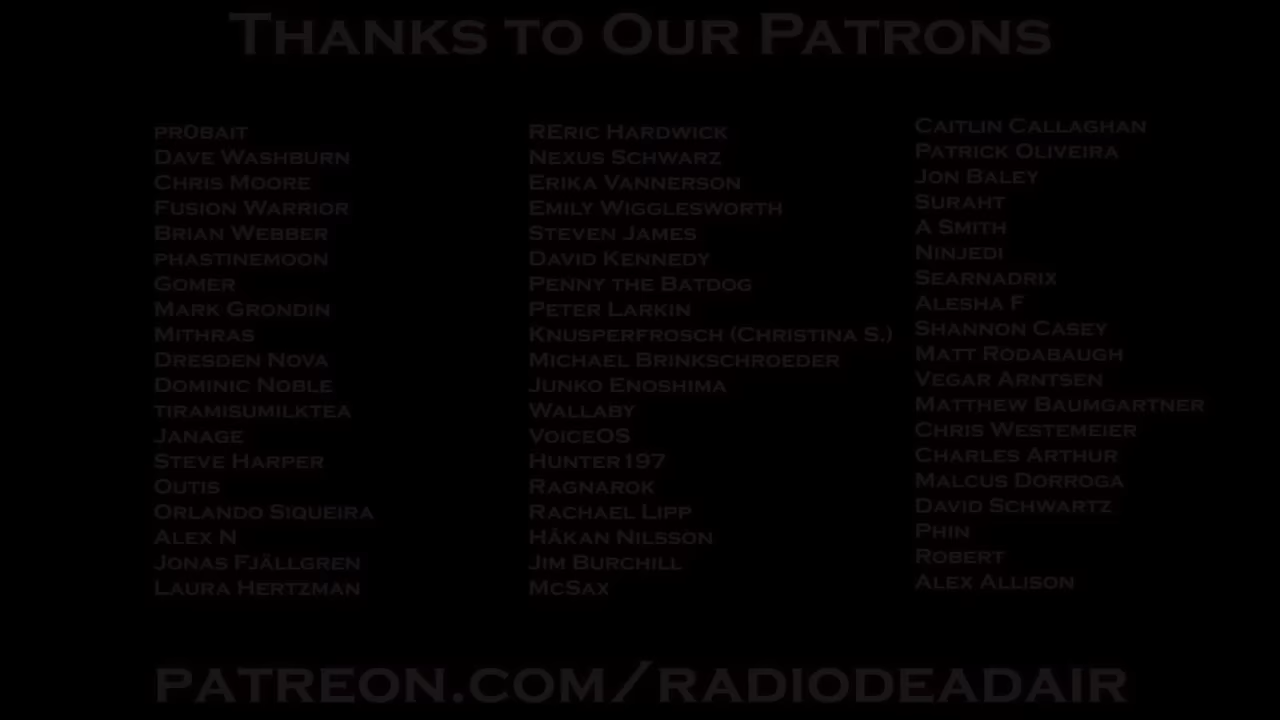 Thanks to Our Patrons
pr0bait
Dave Washburn
Chris Moore
Fusion Warrior
Brian Webber
phastinemoon
Gomer
Mark Grondin
Mithras
Dresden Nova
Dominic Noble
tiramisumilktea
Janage
Steve Harper
Outis
Orlando Siqueira
Alex N
Jonas Fjällgren
Laura Hertzman
REric Hardwick
Nexus Schwarz
Erika Vannerson
Emily Wigglesworth
Steven James
David Kennedy
Penny the Batdog
Peter Larkin
Knusperfrosch (Christina S.)
Michael Brinkschroeder
Junko Enoshima
Wallaby
VoiceOS
Hunter197
Ragnarok
Rachael Lipp
Håkan Nilsson
Jim Burchill
McSax
Caitlin Callaghan
Patrick Oliveira
Jon Baley
Suraht
A Smith
Ninjedi
Searnadrix
Alesha F
Shannon Casey
Matt Rodabaugh
Vegar Arntsen
Matthew Baumgartner
Chris Westemeier
Charles Arthur
Malcus Dorroga
David Schwartz
Phin
Robert
Alex Allison
patreon.com/radiodeadair